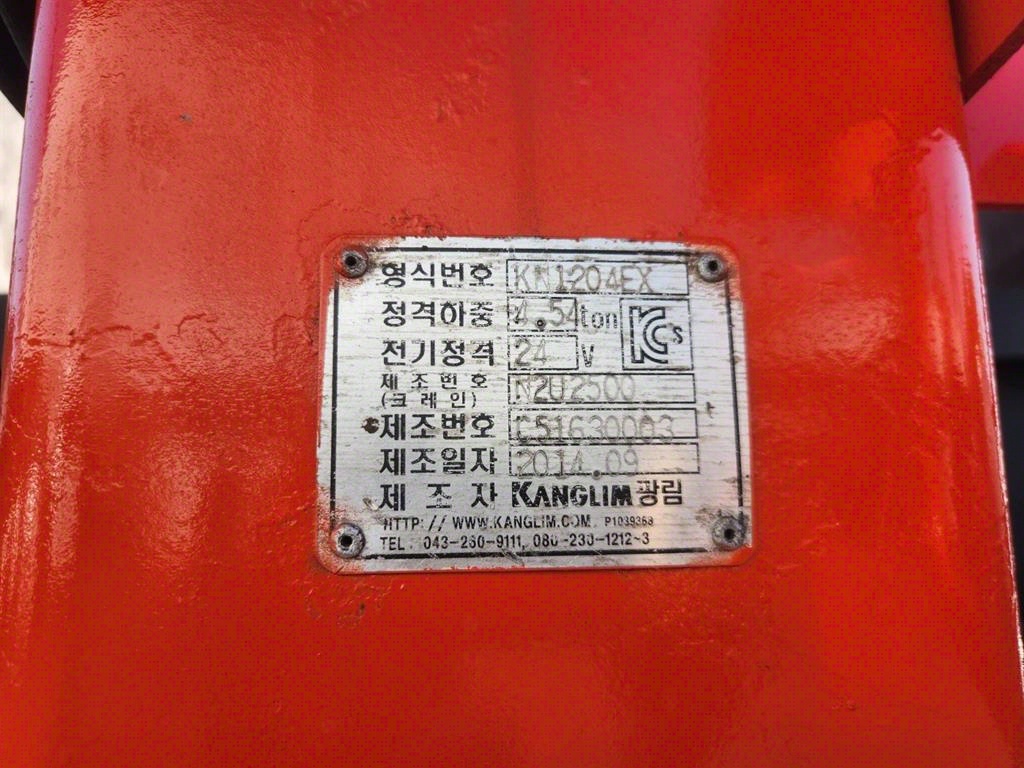 형식번호 KN1204EX
정격하중 4.54ton
전기정격 24 V
제조번호 (크레인) N2U2500
제조번호 C51630003
제조일자 2014.09
제조자 KANGLIM 광림
HTTP://WWW.KANGLIM.COM P1039368
TEL. 043-260-9111, 080-230-1212~3
KCs